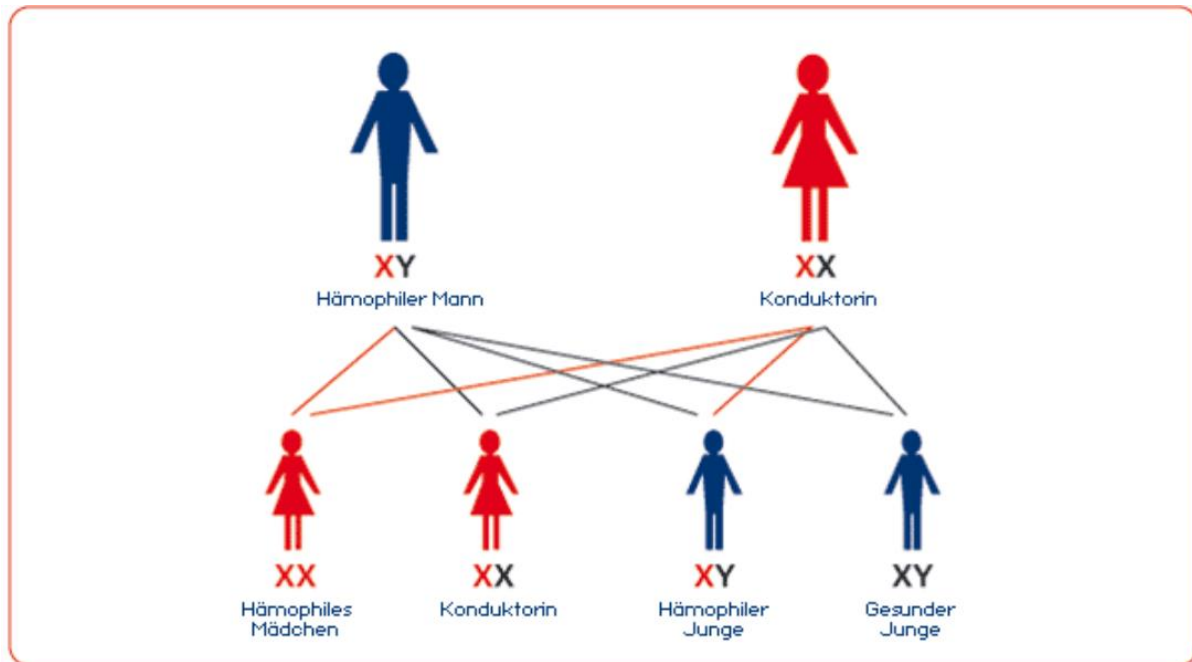 XY
Hämophiler Mann
XX
Konduktorin
XX
Hämophiles
Mädchen
XX
Konduktorin
XY
Hämophiler
Junge
XY
Gesunder
Junge